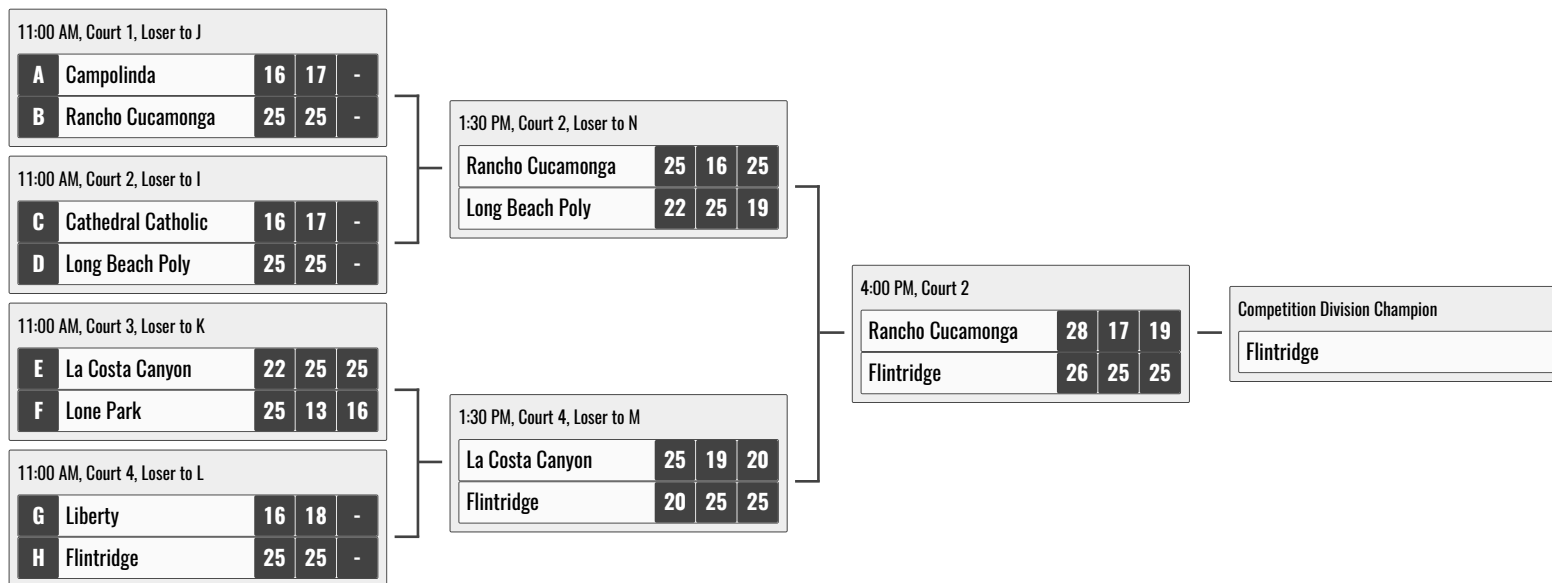 11:00 AM, Court 1, Loser to J
A Campolinda 16 17 -
B Rancho Cucamonga 25 25 -
11:00 AM, Court 2, Loser to I
C Cathedral Catholic 16 17 -
D Long Beach Poly 25 25 -
11:00 AM, Court 3, Loser to K
E La Costa Canyon 22 25 25
F Lone Park 25 13 16
11:00 AM, Court 4, Loser to L
G Liberty 16 18 -
H Flintridge 25 25 -
1:30 PM, Court 2, Loser to N
Rancho Cucamonga 25 16 25
Long Beach Poly 22 25 19
1:30 PM, Court 4, Loser to M
La Costa Canyon 25 19 20
Flintridge 20 25 25
4:00 PM, Court 2
Rancho Cucamonga 28 17 19
Flintridge 26 25 25
Competition Division Champion
Flintridge